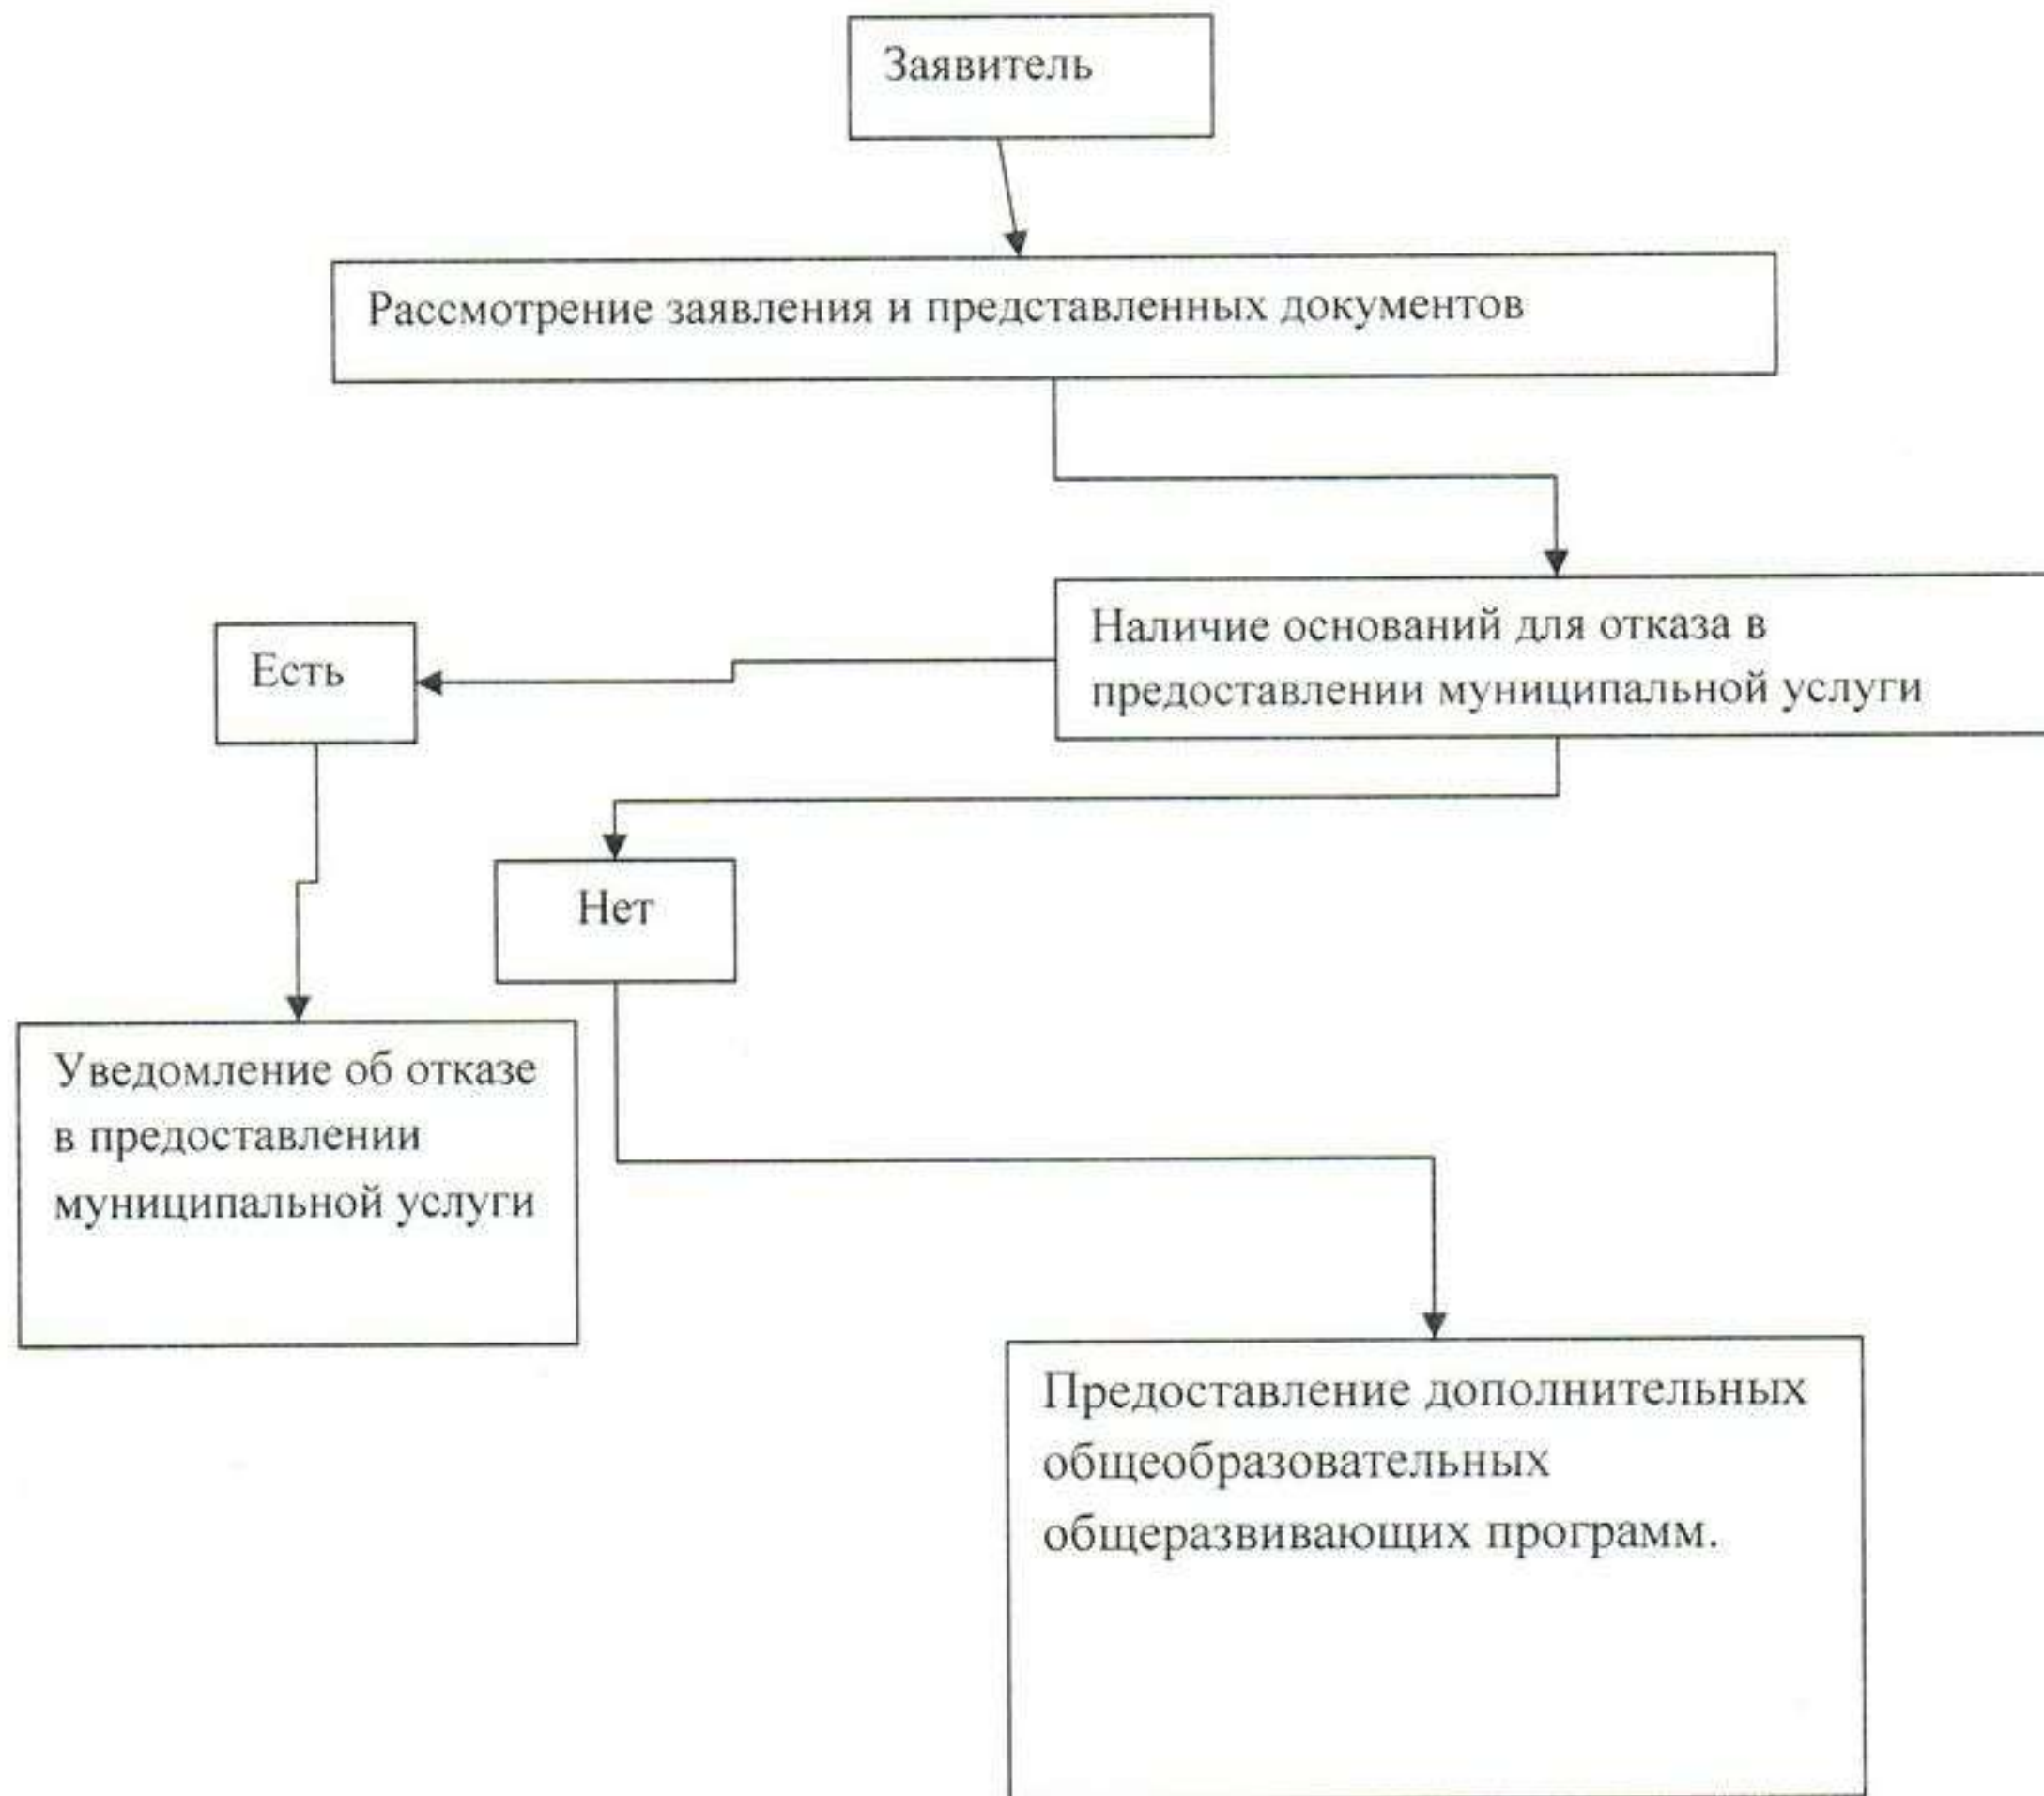 Заявитель
Рассмотрение заявления и представленных документов
Наличие оснований для отказа в
предоставлении муниципальной услуги
Есть
Нет
Уведомление об отказе
в предоставлении
муниципальной услуги
Предоставление дополнительных
общеобразовательных
общеразвивающих программ.